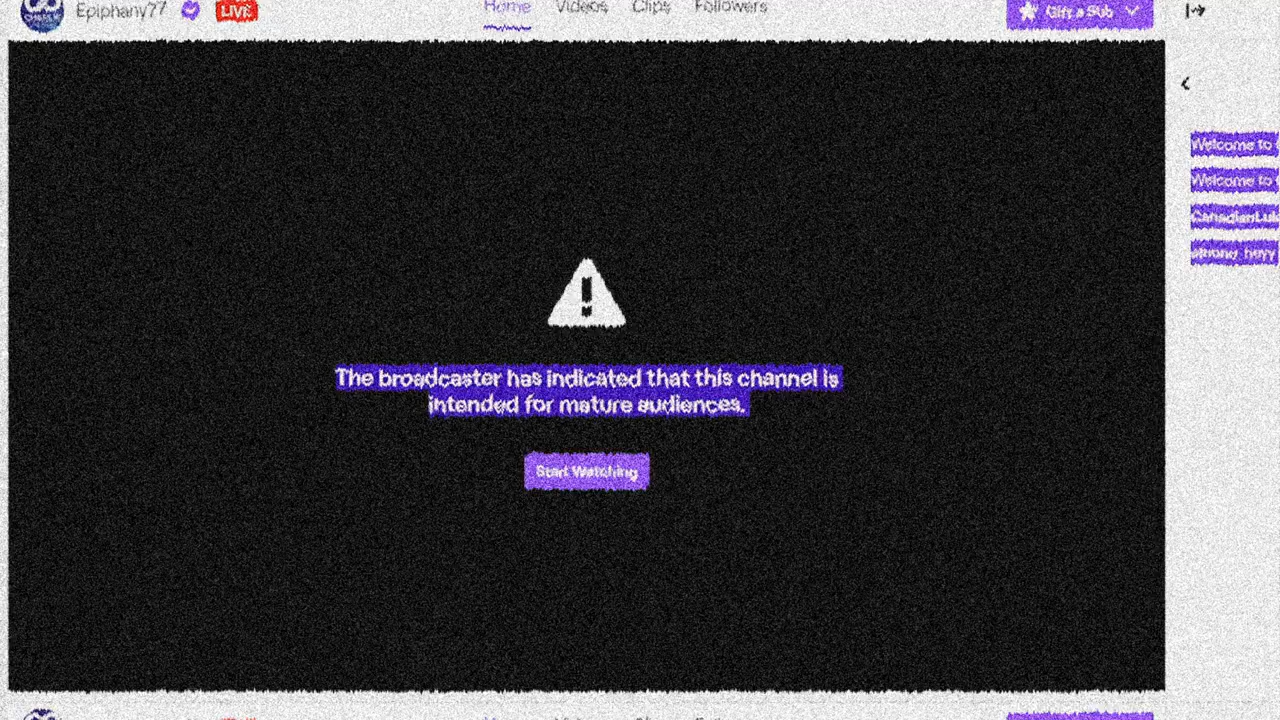 Epiphany77 LIVE Home Videos Clips Followers Gift a Sub
Welcome to
Welcome to
The broadcaster has indicated that this channel is
intended for mature audiences.
Start Watching